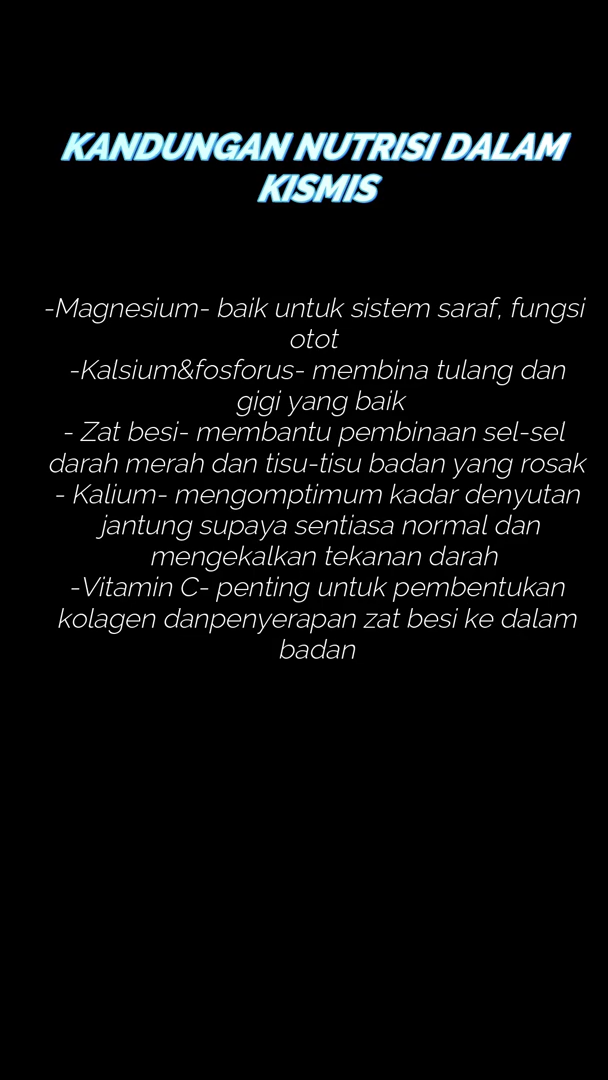 KANDUNGAN NUTRISI DALAM
KISMIS
-Magnesium- baik untuk sistem saraf, fungsi
otot
-Kalsium&fosforus- membina tulang dan
gigi yang baik
- Zat besi- membantu pembinaan sel-sel
darah merah dan tisu-tisu badan yang rosak
- Kalium- mengomptimum kadar denyutan
jantung supaya sentiasa normal dan
mengekalkan tekanan darah
-Vitamin C- penting untuk pembentukan
kolagen danpenyerapan zat besi ke dalam
badan